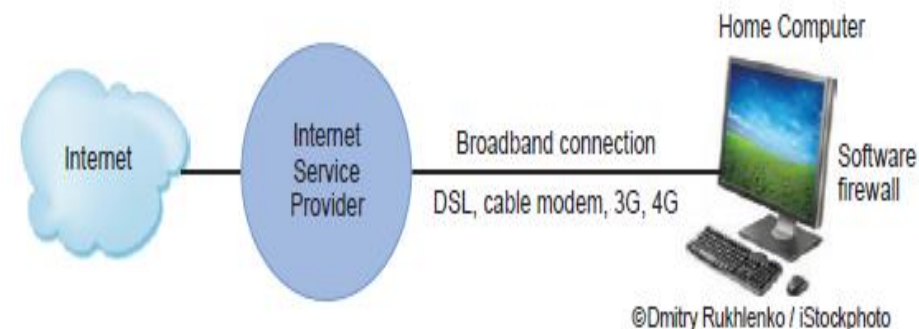 Home Computer
Internet
Internet
Service
Provider
Broadband connection
DSL, cable modem, 3G, 4G
Software
firewall
©Dmitry Rukhlenko / iStockphoto